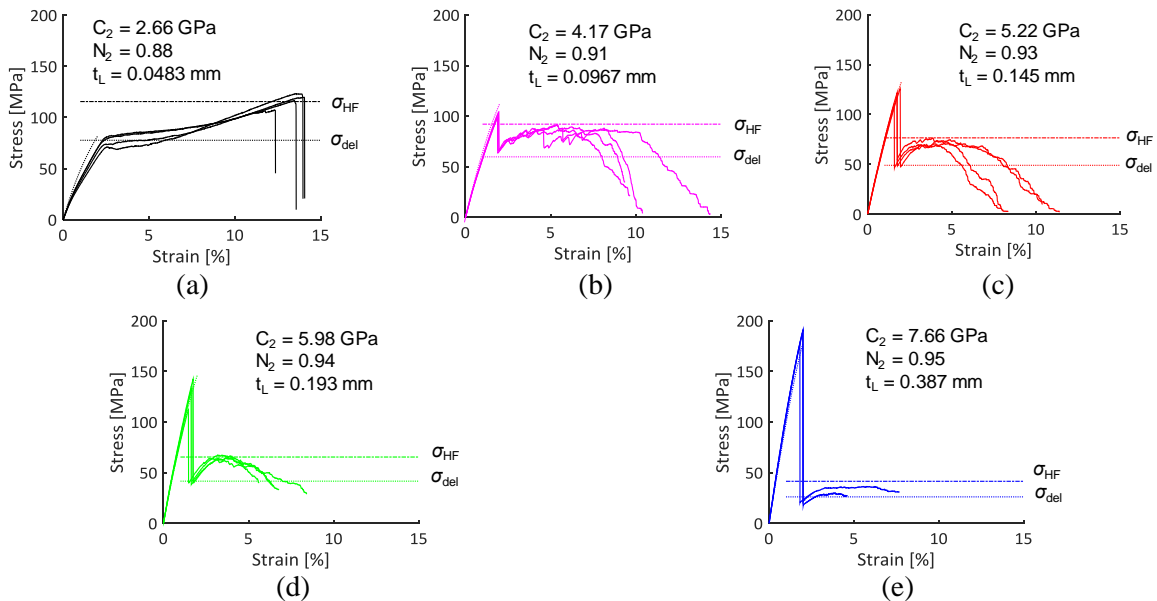 200
150
100
50
0
0
5
10
15
Stress [MPa]
Strain [%]
C2 = 2.66 GPa
N2 = 0.88
tL = 0.0483 mm
σHF
σdel
(a)
200
150
100
50
0
0
5
10
15
Stress [MPa]
Strain [%]
C2 = 4.17 GPa
N2 = 0.91
tL = 0.0967 mm
σHF
σdel
(b)
200
150
100
50
0
0
5
10
15
Stress [MPa]
Strain [%]
C2 = 5.22 GPa
N2 = 0.93
tL = 0.145 mm
σHF
σdel
(c)
200
150
100
50
0
0
5
10
15
Stress [MPa]
Strain [%]
C2 = 5.98 GPa
N2 = 0.94
tL = 0.193 mm
σHF
σdel
(d)
200
150
100
50
0
0
5
10
15
Stress [MPa]
Strain [%]
C2 = 7.66 GPa
N2 = 0.95
tL = 0.387 mm
σHF
σdel
(e)